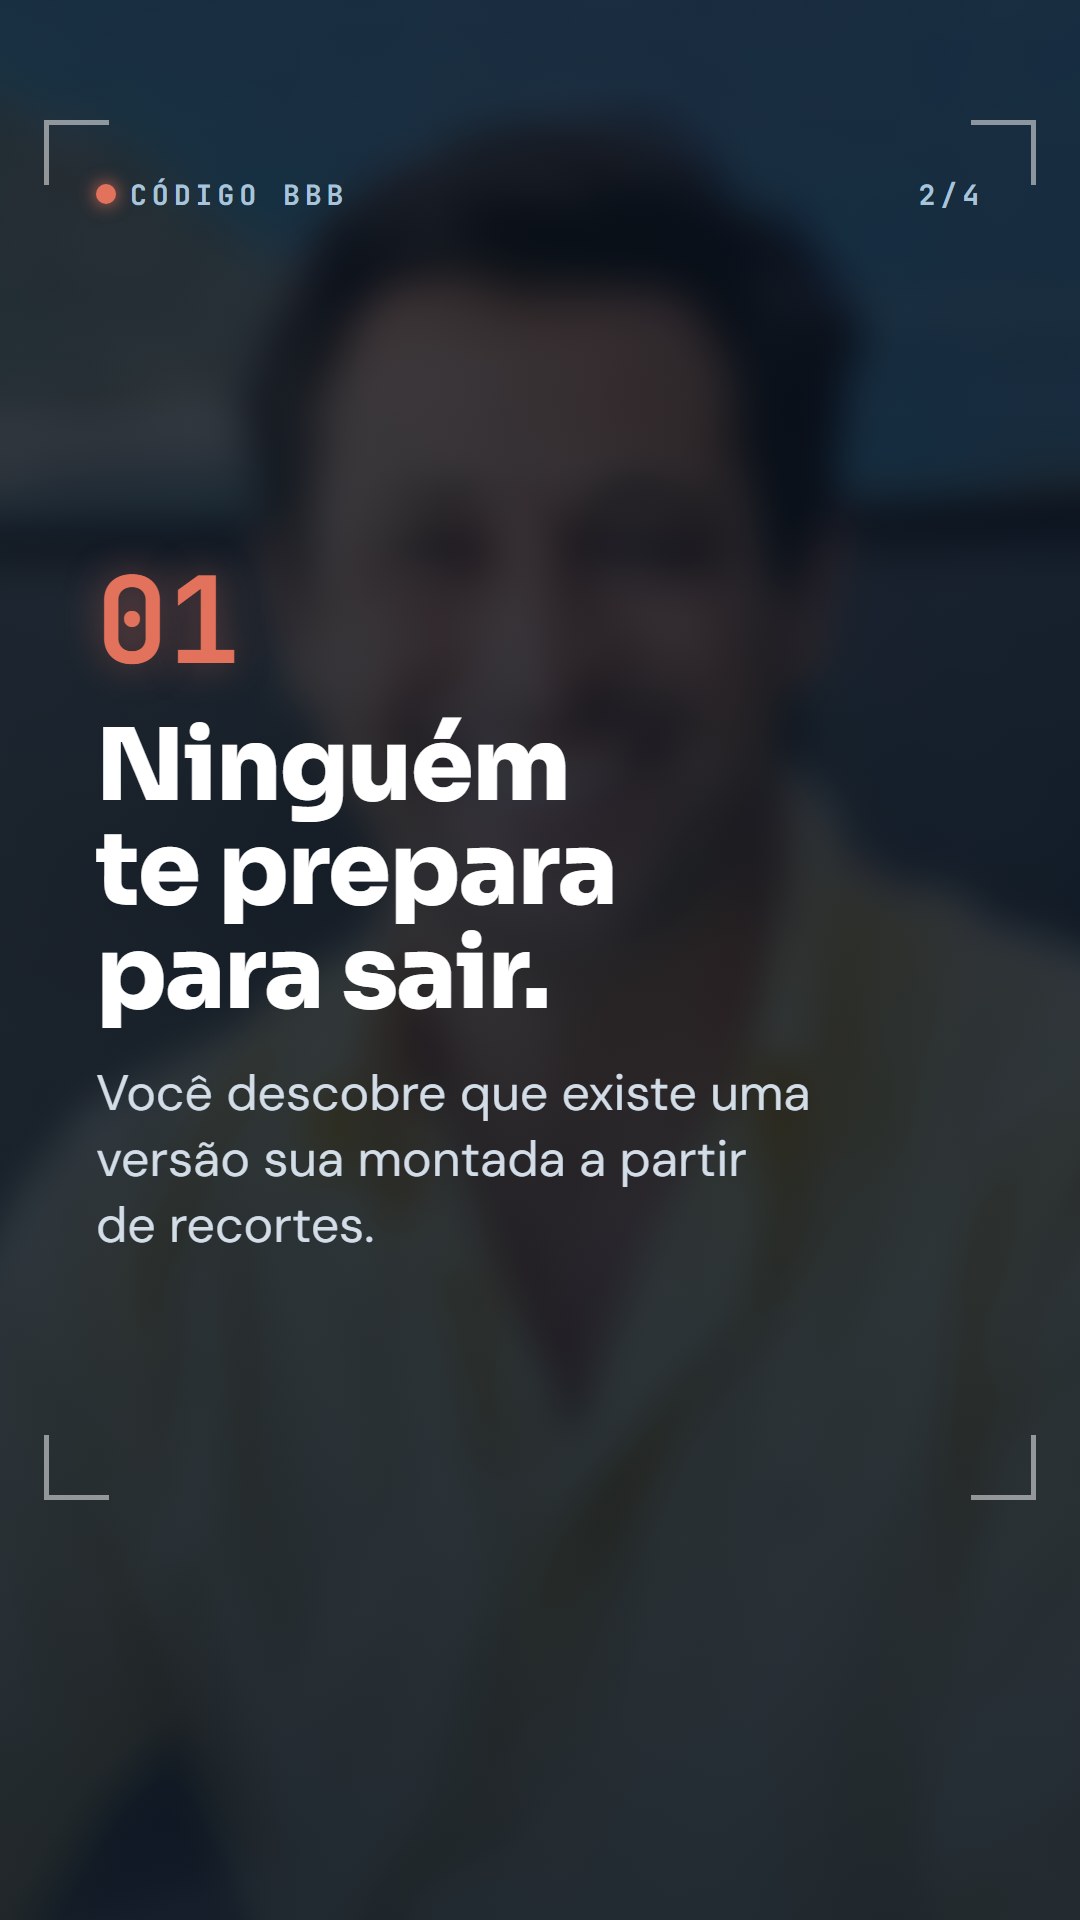 CÓDIGO BBB
2/4
01
Ninguém
te prepara
para sair.
Você descobre que existe uma
versão sua montada a partir
de recortes.